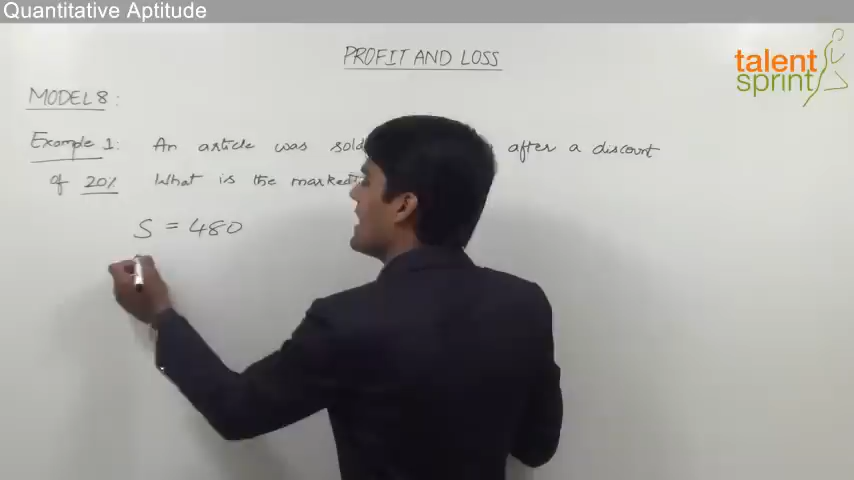 Quantitative Aptitude
PROFIT AND LOSS
talent
sprint
MODEL 8:
Example 1: An article was sold after a discount
of 20% What is the marked
S = 480